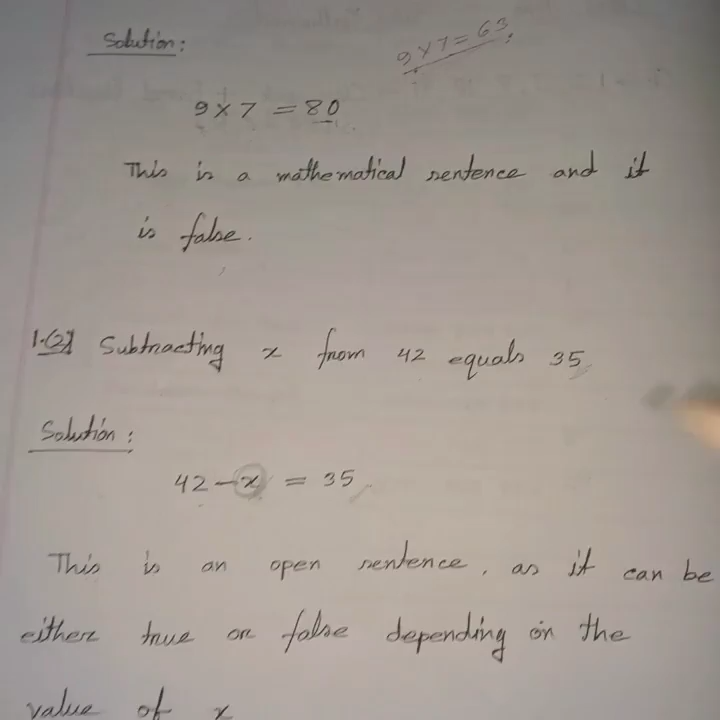 Solution:
9 × 7 = 63
9 × 7 = 80
This is a mathematical sentence and it
is false.
1.(2) Subtracting x from 42 equals 35
Solution:
42 - x = 35
This is an open sentence, as it can be
either true or false depending on the
value of x